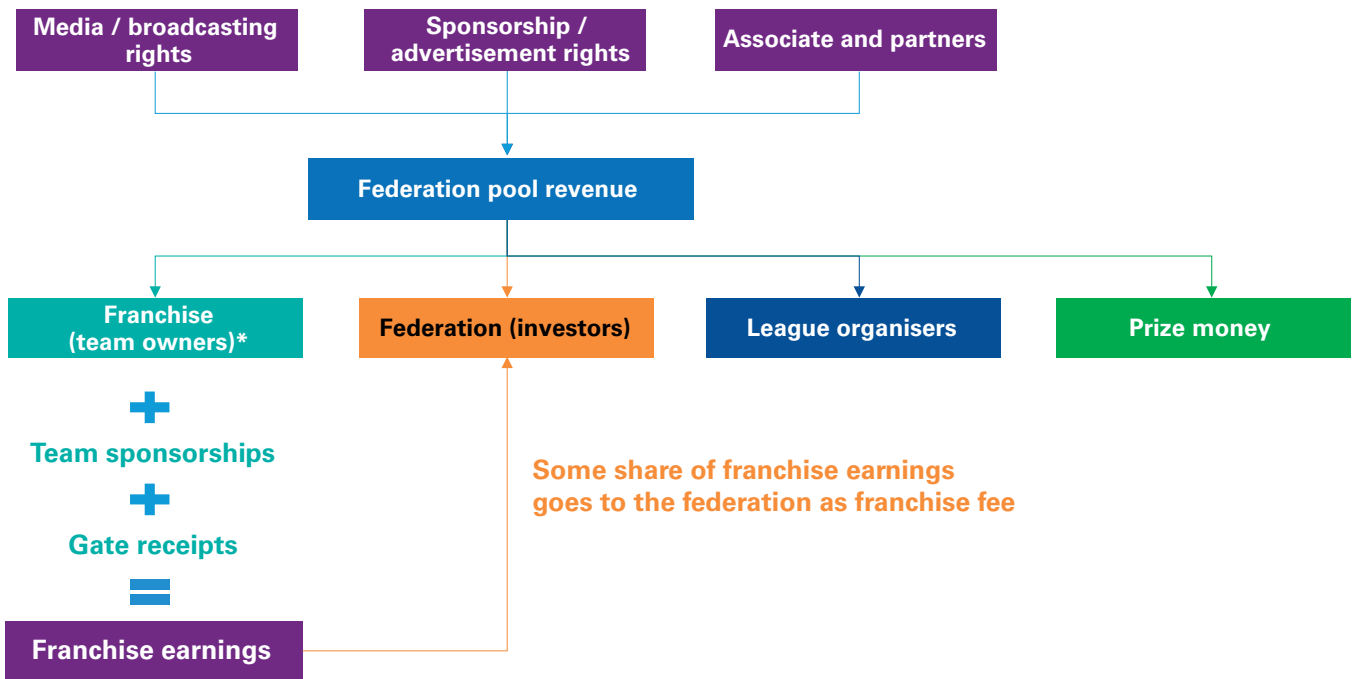 Media / broadcasting
rights
Sponsorship /
advertisement rights
Associate and partners
Federation pool revenue
Franchise
(team owners)*
Federation (investors)
League organisers
Prize money
+
Team sponsorships
+
Gate receipts
=
Franchise earnings
Some share of franchise earnings
goes to the federation as franchise fee